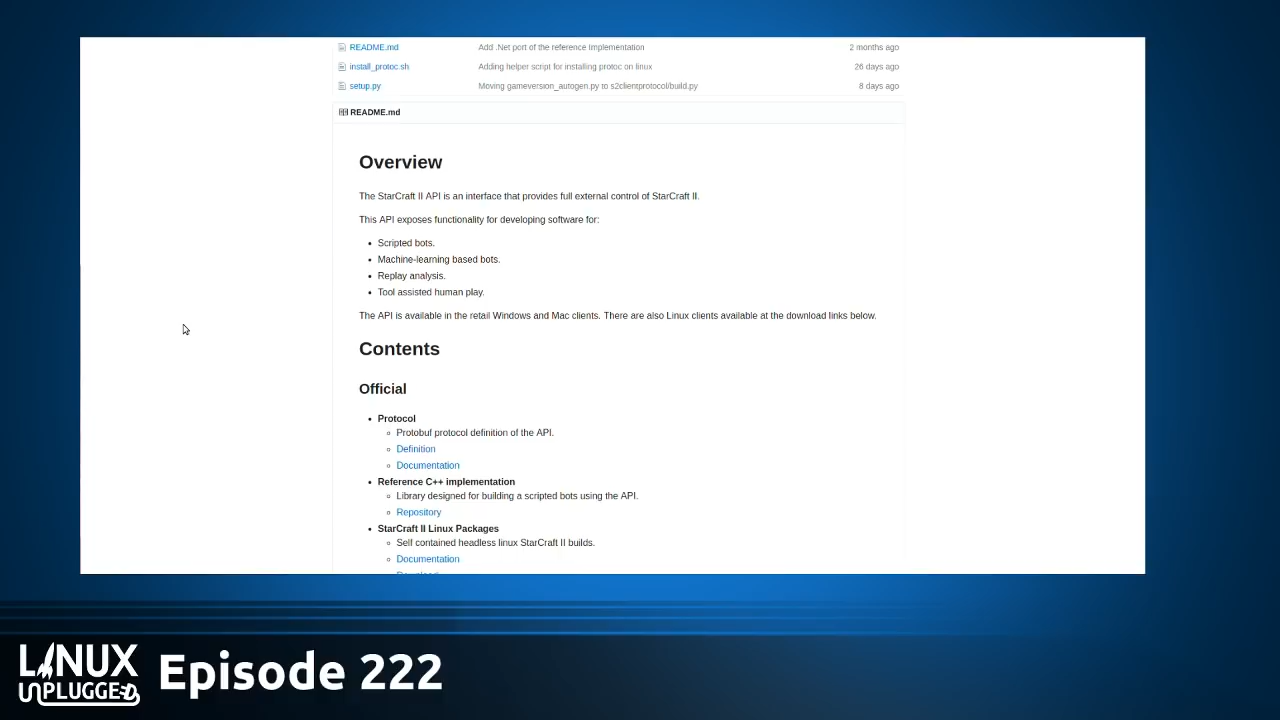 README.md Add .Net port of the reference Implementation 2 months ago
install_protoc.sh Adding helper script for installing protoc on linux 26 days ago
setup.py Moving gameversion_autogen.py to s2clientprotocol/build.py 8 days ago
README.md
Overview
The StarCraft II API is an interface that provides full external control of StarCraft II.
This API exposes functionality for developing software for:
Scripted bots.
Machine-learning based bots.
Replay analysis.
Tool assisted human play.
The API is available in the retail Windows and Mac clients. There are also Linux clients available at the download links below.
Contents
Official
Protocol
Protobuf protocol definition of the API.
Definition
Documentation
Reference C++ implementation
Library designed for building a scripted bots using the API.
Repository
StarCraft II Linux Packages
Self contained headless linux StarCraft II builds.
Documentation
LINUX
UNPLUGGED
Episode 222